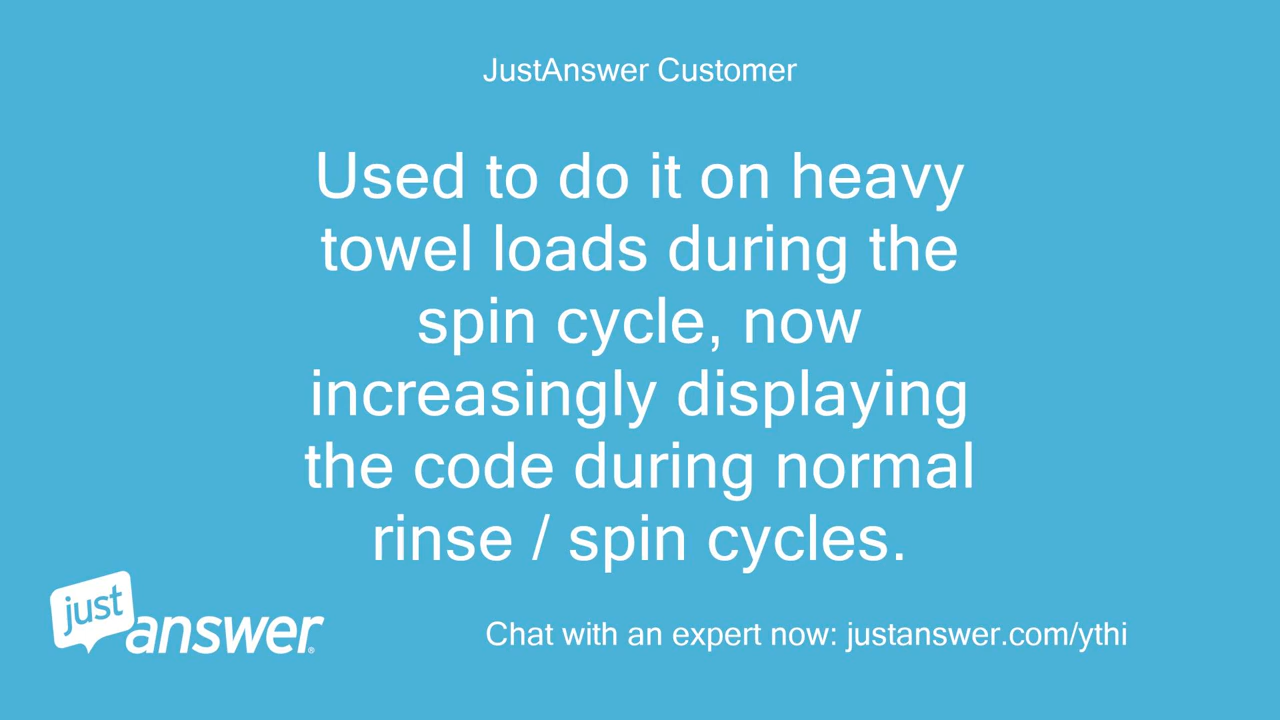 JustAnswer Customer
Used to do it on heavy
towel loads during the
spin cycle, now
increasingly displaying
the code during normal
rinse / spin cycles.
just
answer®
Chat with an expert now: justanswer.com/ythi